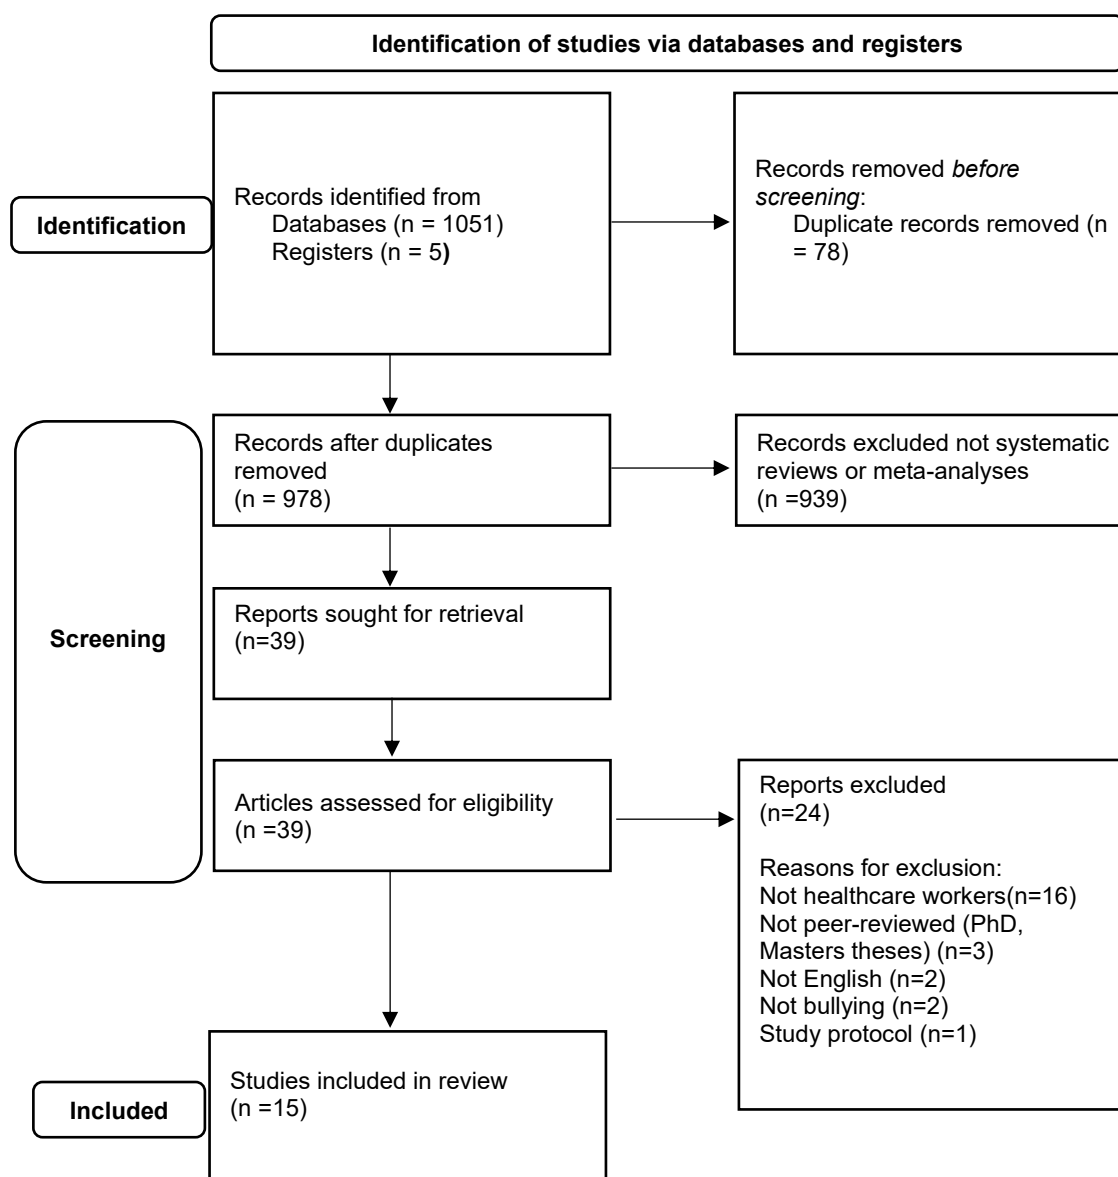 Identification of studies via databases and registers
Identification
Records identified from
Databases (n = 1051)
Registers (n = 5)
Records removed before
screening:
Duplicate records removed (n
= 78)
Screening
Records after duplicates
removed
(n = 978)
Records excluded not systematic
reviews or meta-analyses
(n =939)
Reports sought for retrieval
(n=39)
Articles assessed for eligibility
(n =39)
Reports excluded
(n=24)
Reasons for exclusion:
Not healthcare workers(n=16)
Not peer-reviewed (PhD,
Masters theses) (n=3)
Not English (n=2)
Not bullying (n=2)
Study protocol (n=1)
Included
Studies included in review
(n =15)